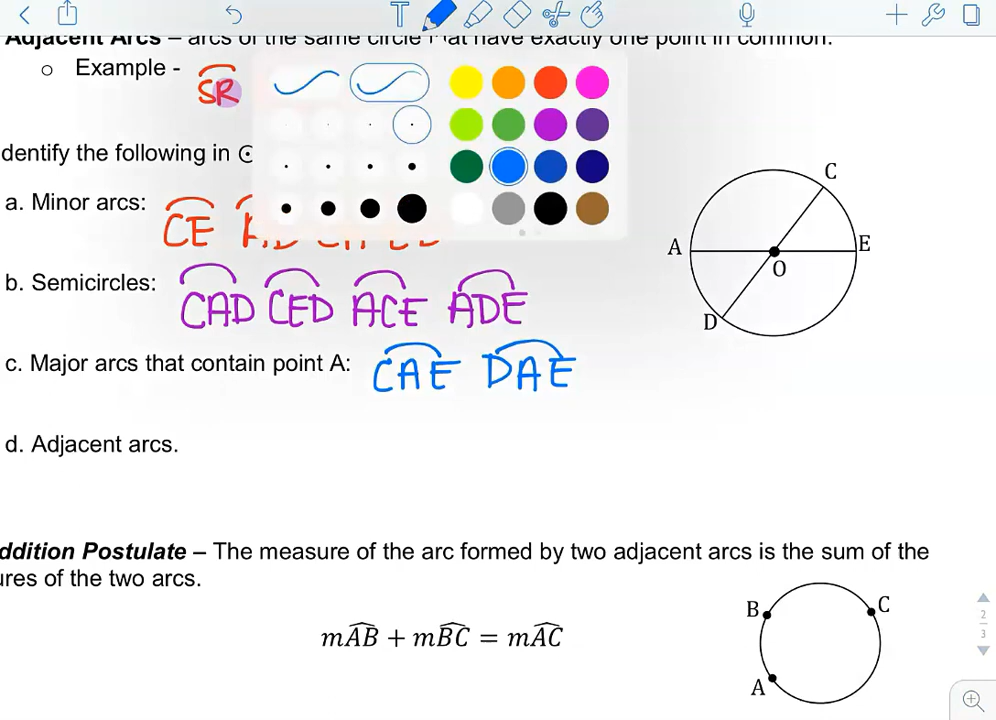 Adjacent Arcs – arcs of the same circle that have exactly one point in common.
o Example - SR
dentify the following in ⊙
a. Minor arcs: CE
b. Semicircles: CAD CED ACE ADE
c. Major arcs that contain point A: CAE DAE
d. Adjacent arcs.
C
A
E
O
D
ddition Postulate – The measure of the arc formed by two adjacent arcs is the sum of the
ures of the two arcs.
mAB + mBC = mAC
B
C
A
2
3
T